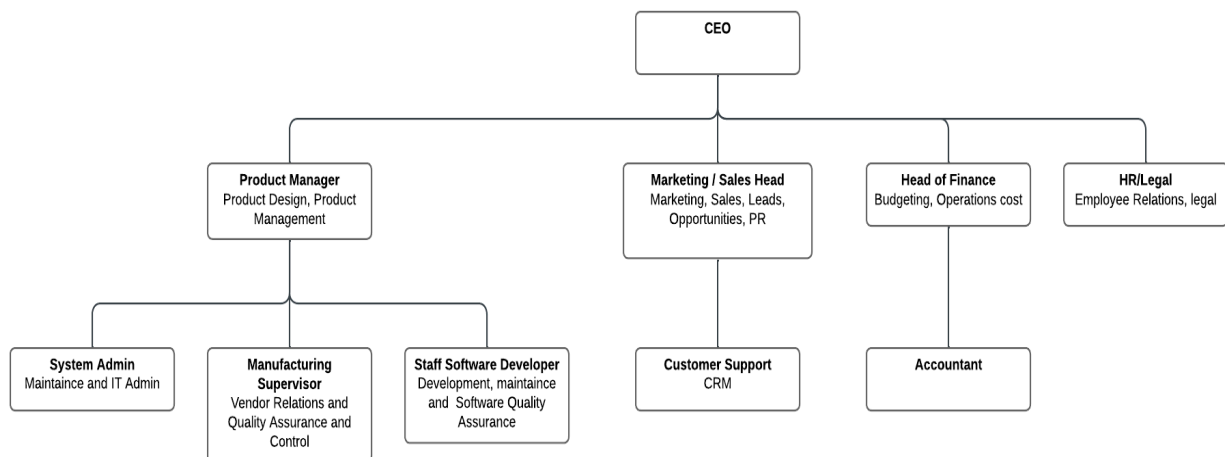 CEO
Product Manager
Product Design, Product
Management
Marketing / Sales Head
Marketing, Sales, Leads,
Opportunities, PR
Head of Finance
Budgeting, Operations cost
HR/Legal
Employee Relations, legal
System Admin
Maintaince and IT Admin
Manufacturing
Supervisor
Vendor Relations and
Quality Assurance and
Control
Staff Software Developer
Development, maintaince
and Software Quality
Assurance
Customer Support
CRM
Accountant